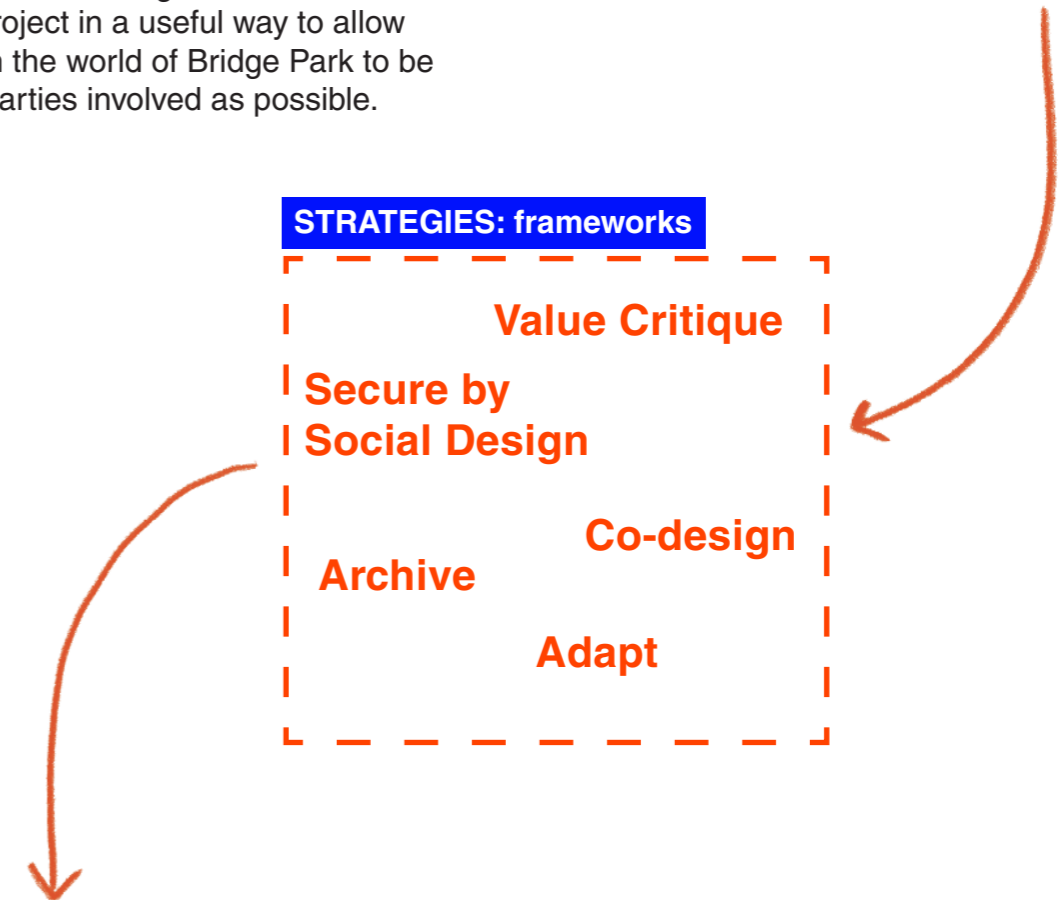 roject in a useful way to allow
the world of Bridge Park to be
arties involved as possible.
STRATEGIES: frameworks
Value Critique
Secure by
Social Design
Co-design
Archive
Adapt